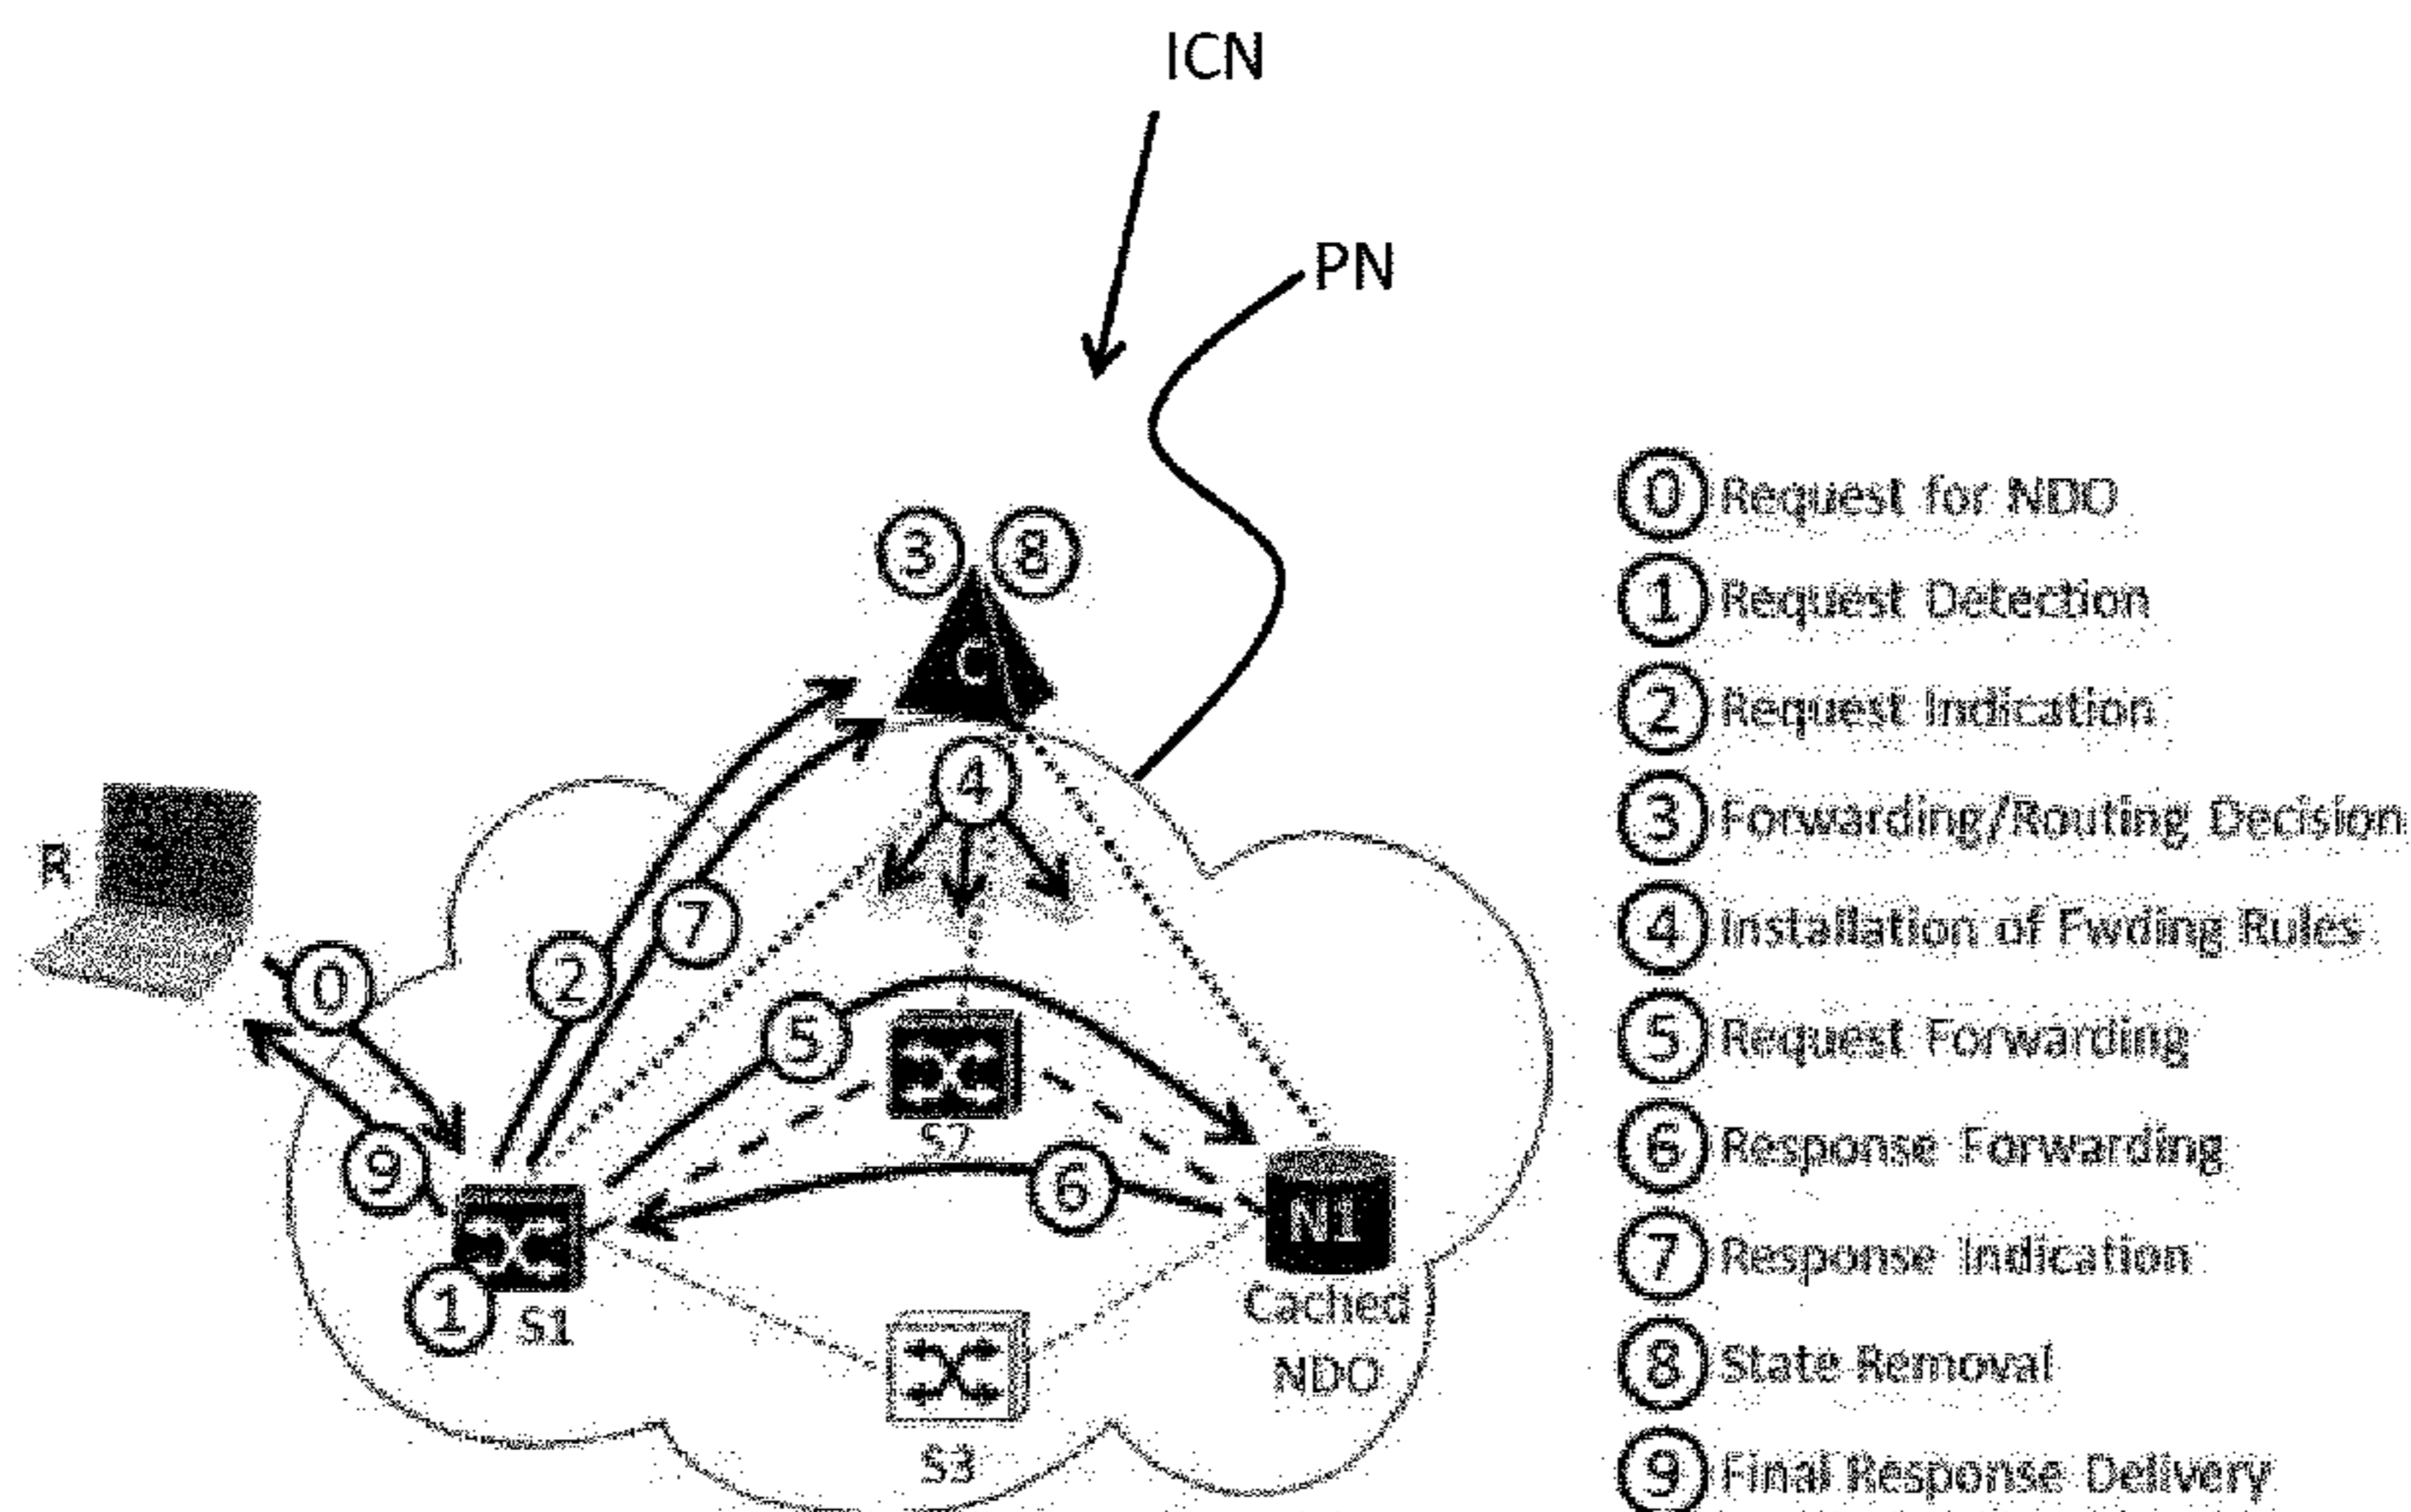 ICN
PN
3 8
C
4
R
2 7
0
5
9
S2
6
N1
1 S1
Cached
NDO
S3
0 Request for NDO
1 Request Detection
2 Request Indication
3 Forwarding/Routing Decision
4 Installation of Fwding Rules
5 Request Forwarding
6 Response Forwarding
7 Response Indication
8 State Removal
9 Final Response Delivery